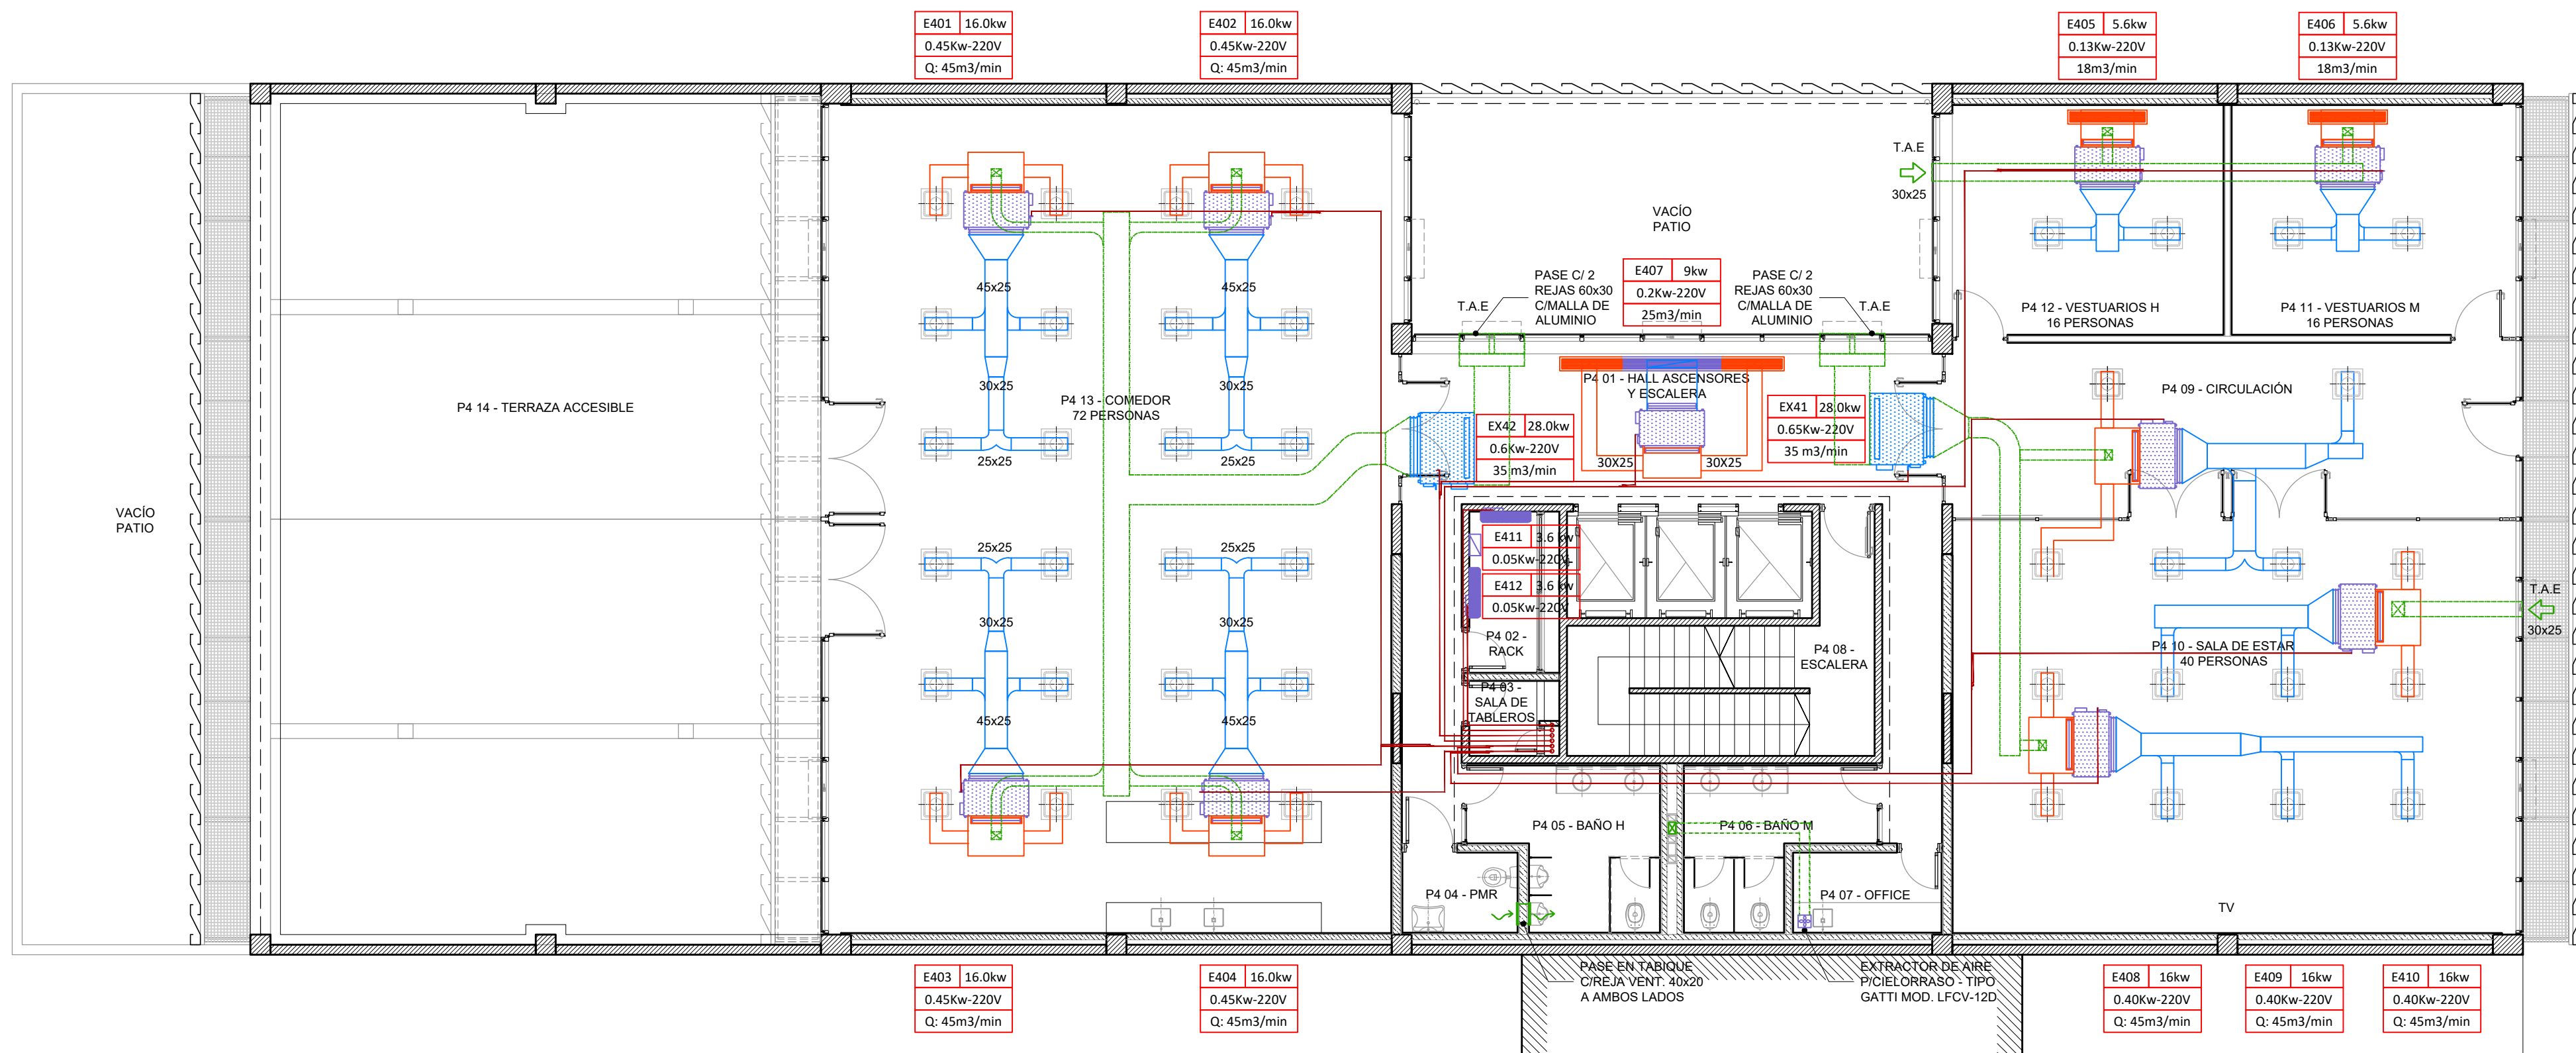 E401 16.0kw
0.45Kw-220V
Q: 45m3/min
E402 16.0kw
0.45Kw-220V
Q: 45m3/min
E405 5.6kw
0.13Kw-220V
18m3/min
E406 5.6kw
0.13Kw-220V
18m3/min
T.A.E
30x25
VACÍO
PATIO
PASE C/ 2
REJAS 60x30
C/MALLA DE
ALUMINIO
T.A.E
E407 9kw
0.2Kw-220V
25m3/min
PASE C/ 2
REJAS 60x30
C/MALLA DE
ALUMINIO
T.A.E
45x25
45x25
P4 12 - VESTUARIOS H
16 PERSONAS
P4 11 - VESTUARIOS M
16 PERSONAS
30x25
30x25
P4 14 - TERRAZA ACCESIBLE
P4 13 - COMEDOR
72 PERSONAS
P4 01 - HALL ASCENSORES
Y ESCALERA
P4 09 - CIRCULACIÓN
EX42 28.0kw
0.6Kw-220V
35 m3/min
EX41 28.0kw
0.65Kw-220V
35 m3/min
25x25
25x25
30X25
30X25
VACÍO
PATIO
25x25
25x25
E411 3.6 kw
0.05Kw-220V
E412 3.6 kw
0.05Kw-220V
T.A.E
30x25
30x25
30x25
P4 02 -
RACK
P4 08 -
ESCALERA
P4 10 - SALA DE ESTAR
40 PERSONAS
P4 03 -
SALA DE
TABLEROS
45x25
45x25
P4 05 - BAÑO H
P4 06 - BAÑO M
P4 04 - PMR
P4 07 - OFFICE
TV
E403 16.0kw
0.45Kw-220V
Q: 45m3/min
E404 16.0kw
0.45Kw-220V
Q: 45m3/min
PASE EN TABIQUE
C/REJA VENT. 40x20
A AMBOS LADOS
EXTRACTOR DE AIRE
P/CIELORRASO - TIPO
GATTI MOD. LFCV-12D
E408 16kw
0.40Kw-220V
Q: 45m3/min
E409 16kw
0.40Kw-220V
Q: 45m3/min
E410 16kw
0.40Kw-220V
Q: 45m3/min